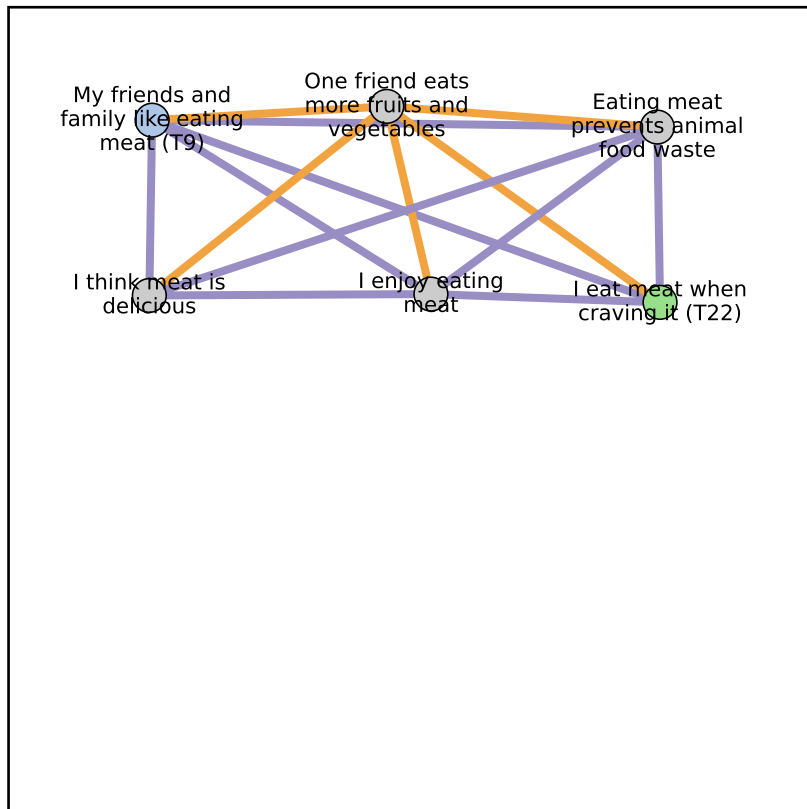 My friends and
family like eating
meat (T9)
One friend eats
more fruits and
vegetables
Eating meat
prevents animal
food waste
I think meat is
delicious
I enjoy eating
meat
I eat meat when
craving it (T22)